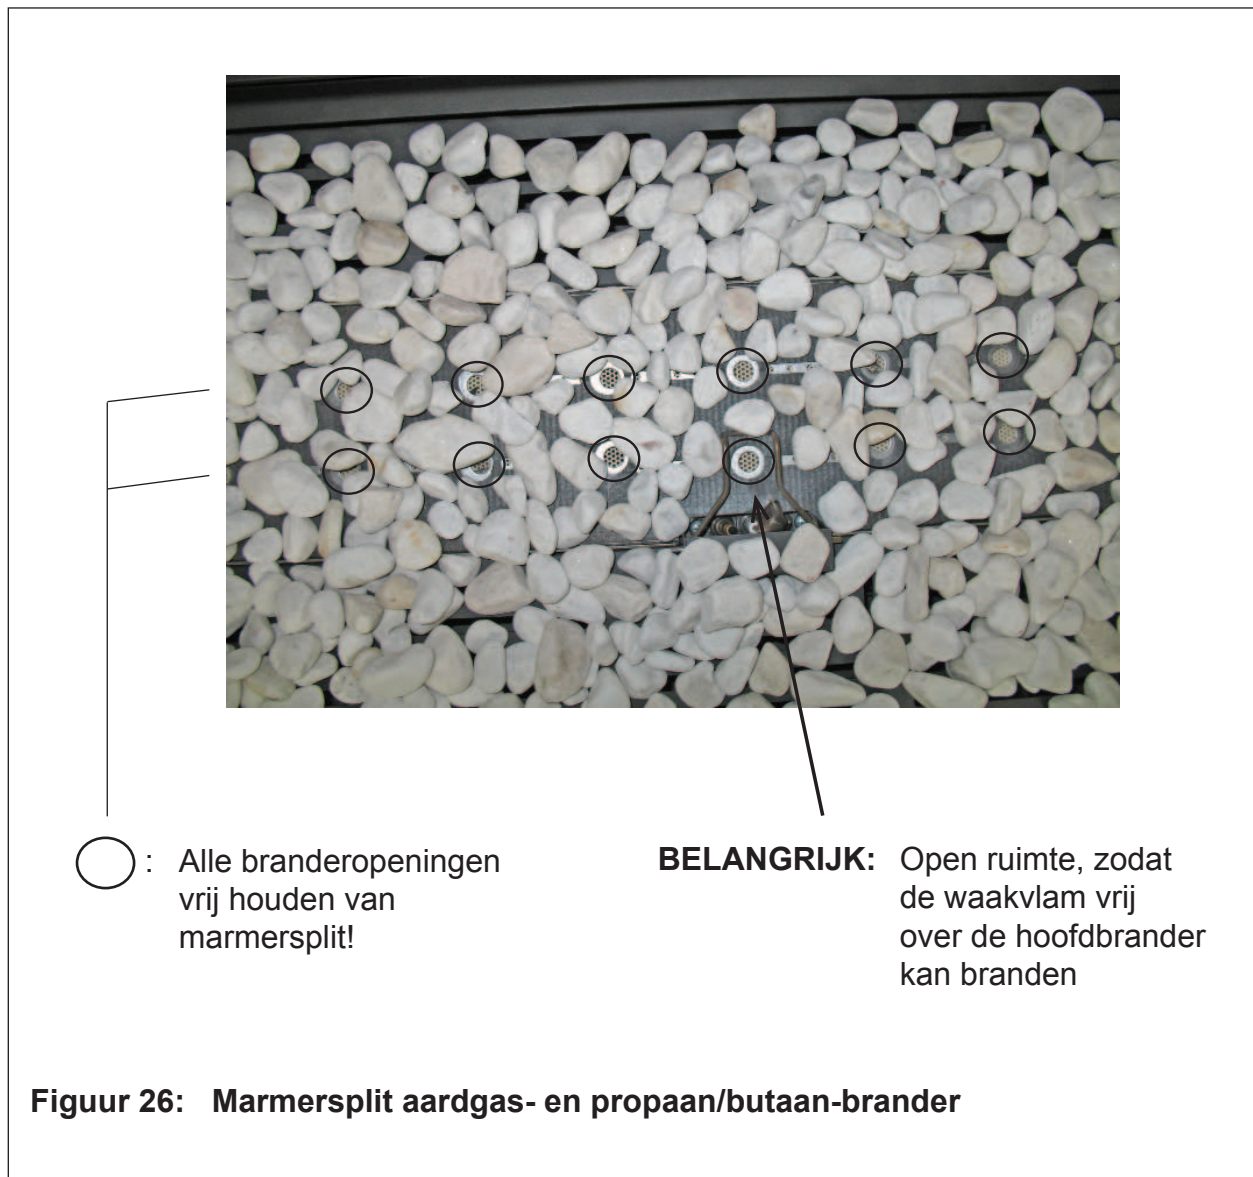 : Alle branderopeningen
vrij houden van
marmersplit!
BELANGRIJK: Open ruimte, zodat
de waakvlam vrij
over de hoofdbrander
kan branden
Figuur 26: Marmersplit aardgas- en propaan/butaan-brander